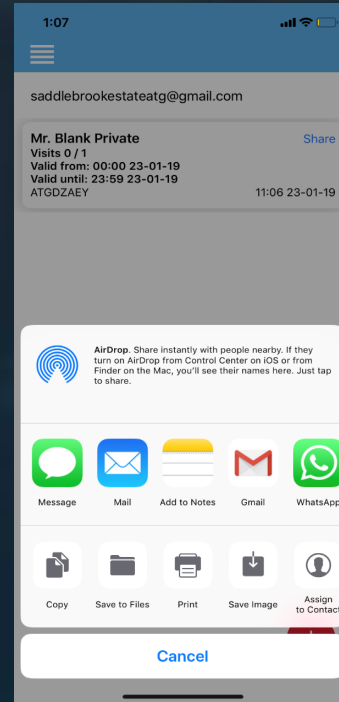 1:07
saddlebrookestateatg@gmail.com
Mr. Blank Private
Share
Visits 0 / 1
Valid from: 00:00 23-01-19
Valid until: 23:59 23-01-19
ATGDZAEY
11:06 23-01-19
AirDrop. Share instantly with people nearby. If they
turn on AirDrop from Control Center on iOS or from
Finder on the Mac, you’ll see their names here. Just tap
to share.
Message
Mail
Add to Notes
Gmail
WhatsApp
Copy
Save to Files
Print
Save Image
Assign
to Contact
Cancel